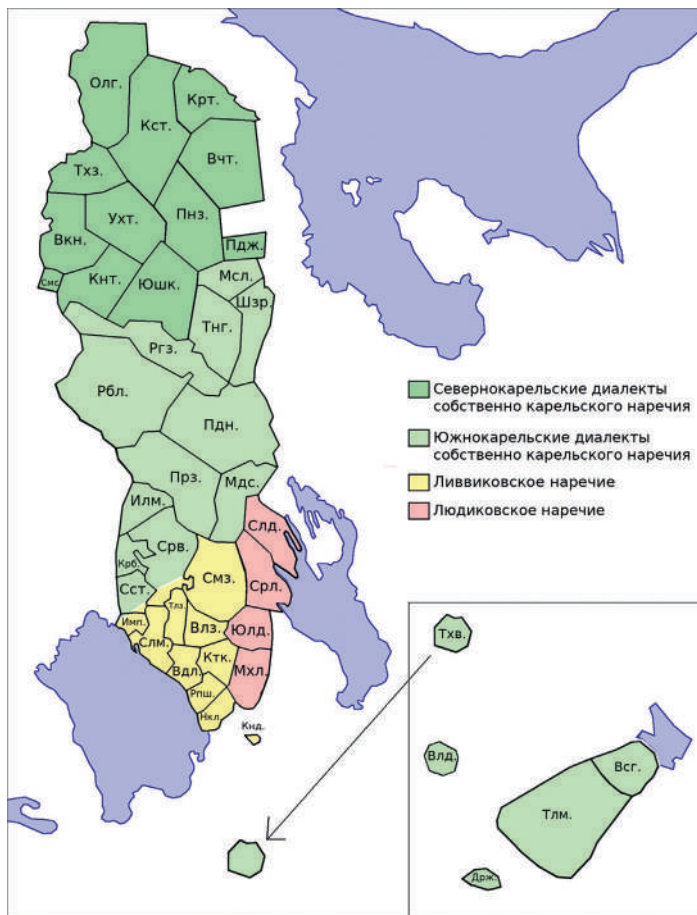 Олг.
Кст.
Крт.
Вчт.
Тхз.
Ухт.
Пнз.
Вкн.
Пдж.
Смс.
Кнт.
Юшк.
Мсл.
Шзр.
Тнг.
Ргз.
Рбл.
Пдн.
Прз.
Мдс.
Илм.
Срв.
Слд.
Крб.
Сст.
Смз.
Срл.
Тлз.
Имп.
Слм.
Влз.
Юлд.
Вдл.
Ктк.
Мхл.
Рпш.
Нкл.
Кнд.
Севернокарельские диалекты
собственно карельского наречия
Южнокарельские диалекты
собственно карельского наречия
Ливвиковское наречие
Людиковское наречие
Тхв.
Влд.
Всг.
Тлм.
Држ.